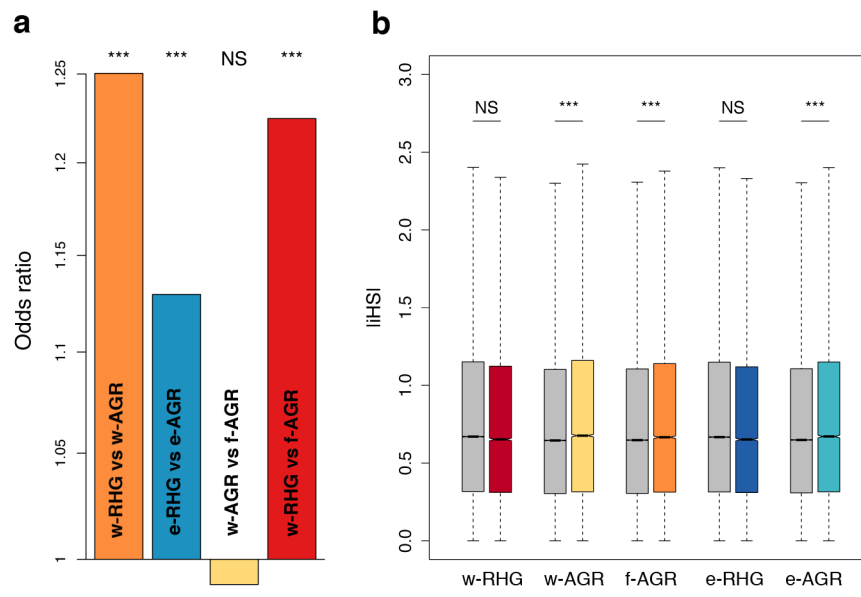 a
*** *** NS ***
Odds ratio
1.25
1.2
1.15
1.1
1.05
1
w-RHG vs w-AGR
e-RHG vs e-AGR
w-AGR vs f-AGR
w-RHG vs f-AGR
b
NS *** *** NS ***
|iHS|
3.0
2.5
2.0
1.5
1.0
0.5
0.0
w-RHG w-AGR f-AGR e-RHG e-AGR